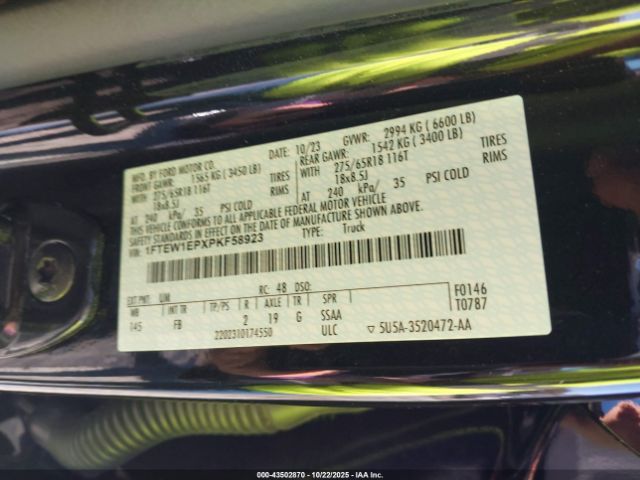 MFD. BY FORD MOTOR CO.
DATE: 10/23 GVWR: 2994 KG ( 6600 LB)
FRONT GAWR: 1565 KG ( 3450 LB) REAR GAWR: 1542 KG ( 3400 LB)
WITH 275/65R18 116T TIRES WITH 275/65R18 116T TIRES
18x8.5J RIMS 18x8.5J RIMS
AT 240 kPa/ 35 PSI COLD AT 240 kPa/ 35 PSI COLD
THIS VEHICLE CONFORMS TO ALL APPLICABLE FEDERAL MOTOR VEHICLE
SAFETY STANDARDS IN EFFECT ON THE DATE OF MANUFACTURE SHOWN ABOVE.
VIN: 1FTEW1EPXPKF58923 TYPE: Truck
EXT PNT: UM RC: 48 DSO: F0146
WB INT TR TP/PS R AXLE TR SPR T0787
145 FB 2 19 G SSAA
2202310174550 ULC ▽ 5U5A-3520472-AA
000-43502870 | 10/22/2025 | IAA Inc.